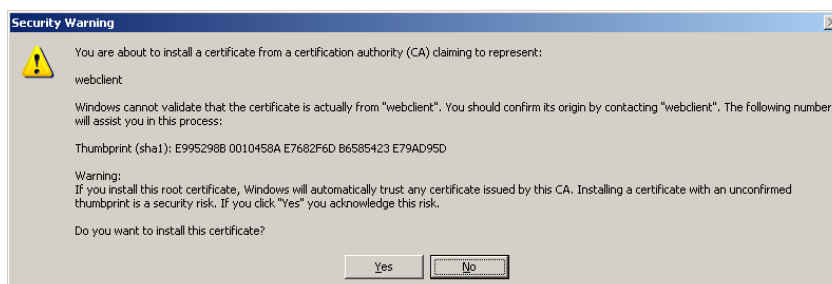 Security Warning
You are about to install a certificate from a certification authority (CA) claiming to represent:
webclient
Windows cannot validate that the certificate is actually from "webclient". You should confirm its origin by contacting "webclient". The following number
will assist you in this process:
Thumbprint (sha1): E995298B 0010458A E7682F6D B6585423 E79AD95D
Warning:
If you install this root certificate, Windows will automatically trust any certificate issued by this CA. Installing a certificate with an unconfirmed
thumbprint is a security risk. If you click "Yes" you acknowledge this risk.
Do you want to install this certificate?
Yes No